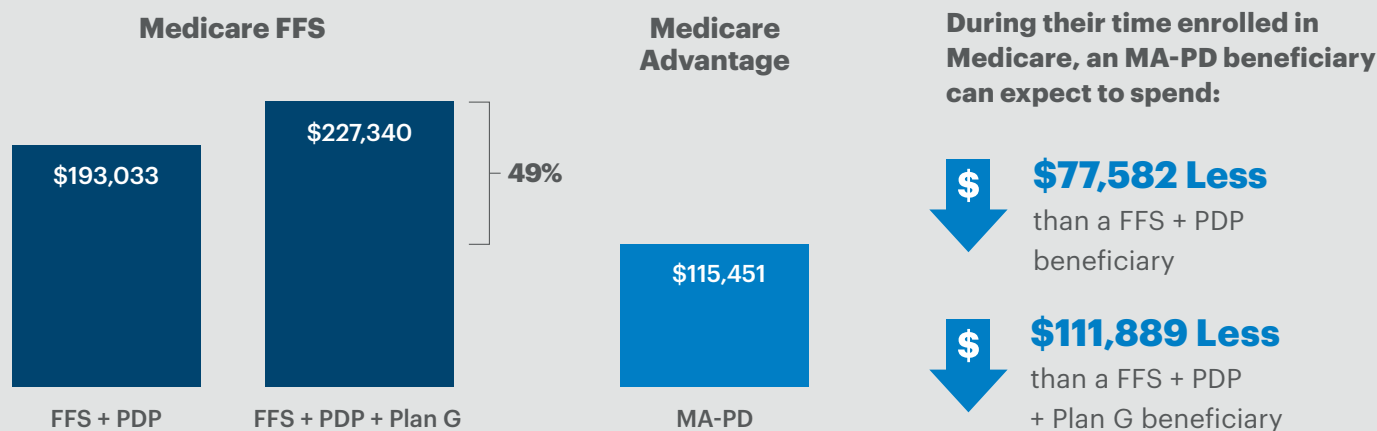 Medicare FFS
$193,033
FFS + PDP
$227,340
FFS + PDP + Plan G
49%
Medicare
Advantage
$115,451
MA-PD
During their time enrolled in
Medicare, an MA-PD beneficiary
can expect to spend:
$
$77,582 Less
than a FFS + PDP
beneficiary
$
$111,889 Less
than a FFS + PDP
+ Plan G beneficiary